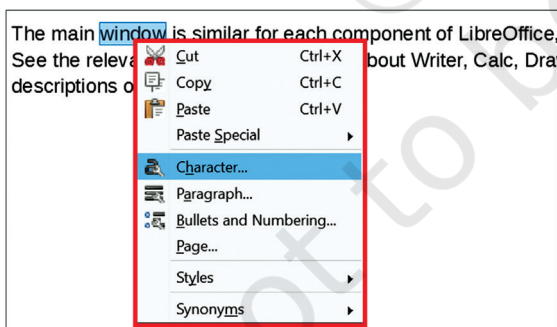 The main window is similar for each component of LibreOffice,
See the releva bout Writer, Calc, Dra
descriptions o
Cut Ctrl+X
Copy Ctrl+C
Paste Ctrl+V
Paste Special
Character...
Paragraph...
Bullets and Numbering...
Page...
Styles
Synonyms